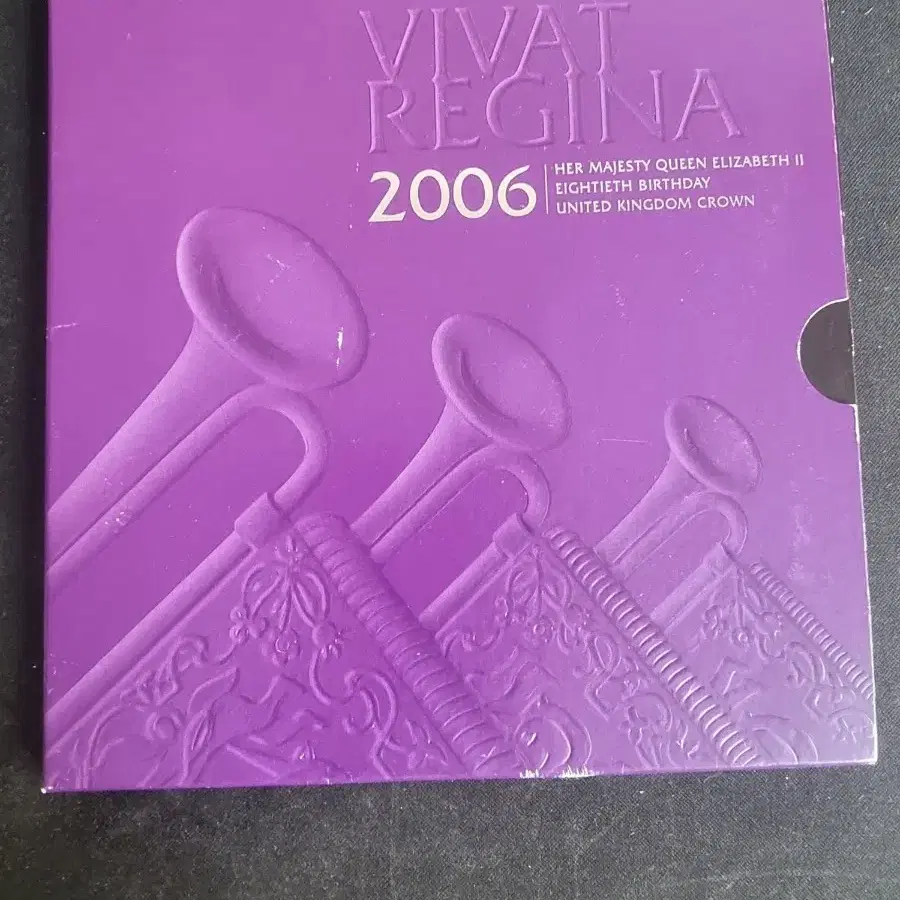 VIVAT
REGINA
2006
HER MAJESTY QUEEN ELIZABETH II
EIGHTIETH BIRTHDAY
UNITED KINGDOM CROWN